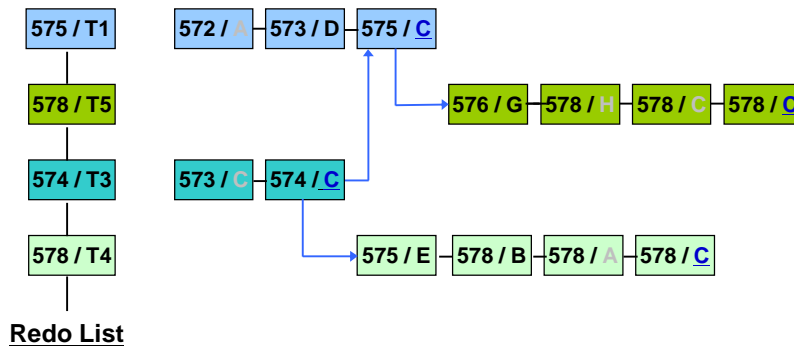 575 / T1 572 / A 573 / D 575 / C
578 / T5 576 / G 578 / H 578 / C 578 / C
574 / T3 573 / C 574 / C
578 / T4 575 / E 578 / B 578 / A 578 / C
Redo List